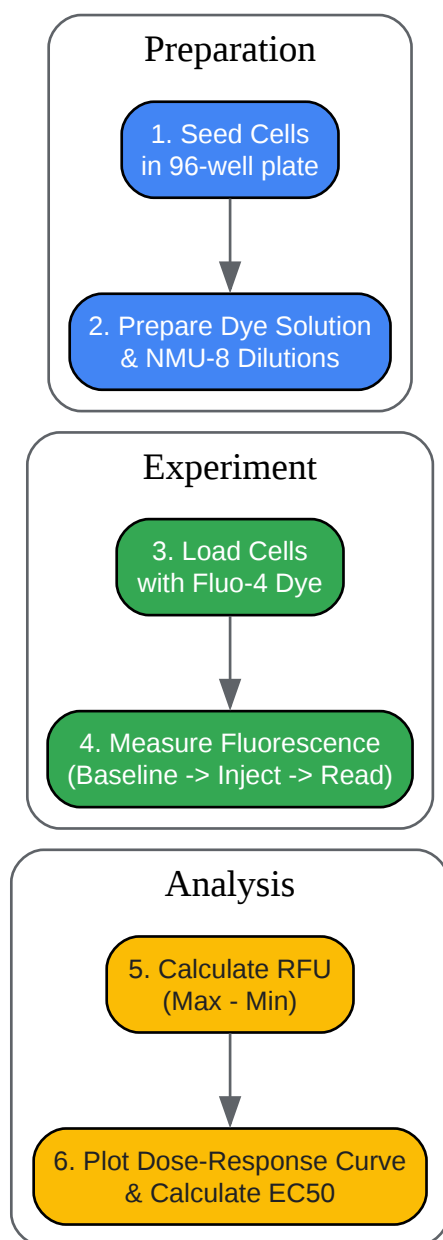 Preparation
1. Seed Cells
in 96-well plate
2. Prepare Dye Solution
& NMU-8 Dilutions
Experiment
3. Load Cells
with Fluo-4 Dye
4. Measure Fluorescence
(Baseline -> Inject -> Read)
Analysis
5. Calculate RFU
(Max - Min)
6. Plot Dose-Response Curve
& Calculate EC50